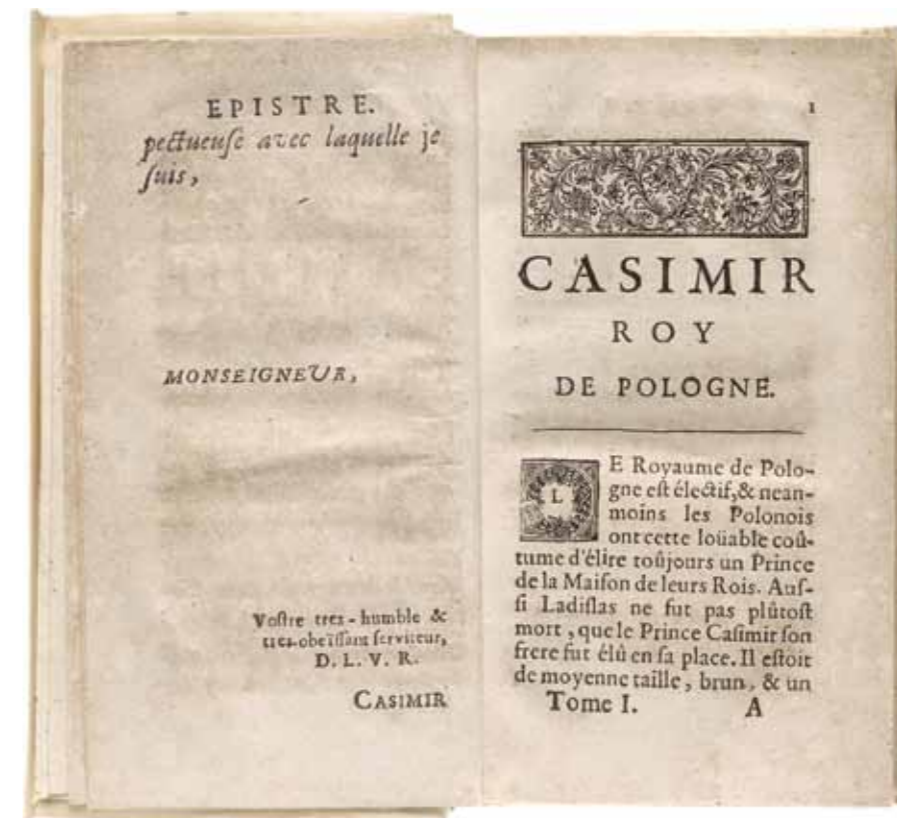 EPISTRE.
pectueuse avec laquelle je
suis,
MONSEIGNEUR,
Vostre tres-humble &
tres-obeïssant serviteur,
D. L. V. R.
CASIMIR
1
CASIMIR
ROY
DE POLOGNE.
LE Royaume de Polo-
gne est électif, & nean-
moins les Polonois
ont cette loüable coû-
tume d'élire toûjours un Prince
de la Maison de leurs Rois. Aus-
si Ladislas ne fut pas plûtost
mort, que le Prince Casimir son
frere fut élû en sa place. Il estoit
de moyenne taille, brun, & un
Tome I. A